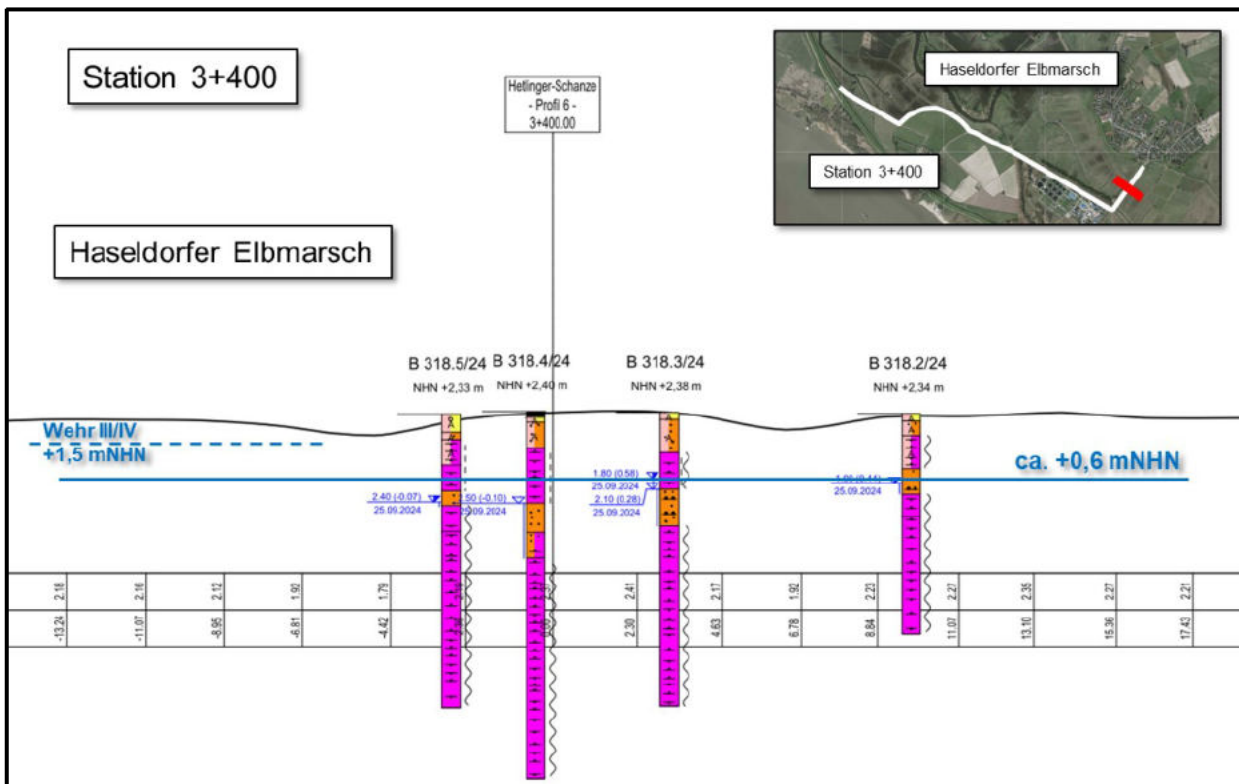 Station 3+400
Hetlinger-Schanze
- Profil 6 -
3+400.00
Haseldorfer Elbmarsch
Station 3+400
Haseldorfer Elbmarsch
B 318.5/24
NHN +2,33 m
B 318.4/24
NHN +2,40 m
B 318.3/24
NHN +2,38 m
B 318.2/24
NHN +2,34 m
Wehr III/IV
+1,5 mNHN
ca. +0,6 mNHN
2.40 (-0.07)
25.09.2024
.50 (-0.10)
25.09.2024
1.80 (0.58)
25.09.2024
2.10 (0.28)
25.09.2024
25.09.2024
2.18 2.16 2.12 1.92 1.79 2.41 2.17 1.92 2.23 2.27 2.35 2.27 2.21
-13.24 -11.07 -8.95 -6.81 -4.42 0.00 2.30 4.63 6.78 8.84 11.07 13.10 15.36 17.43